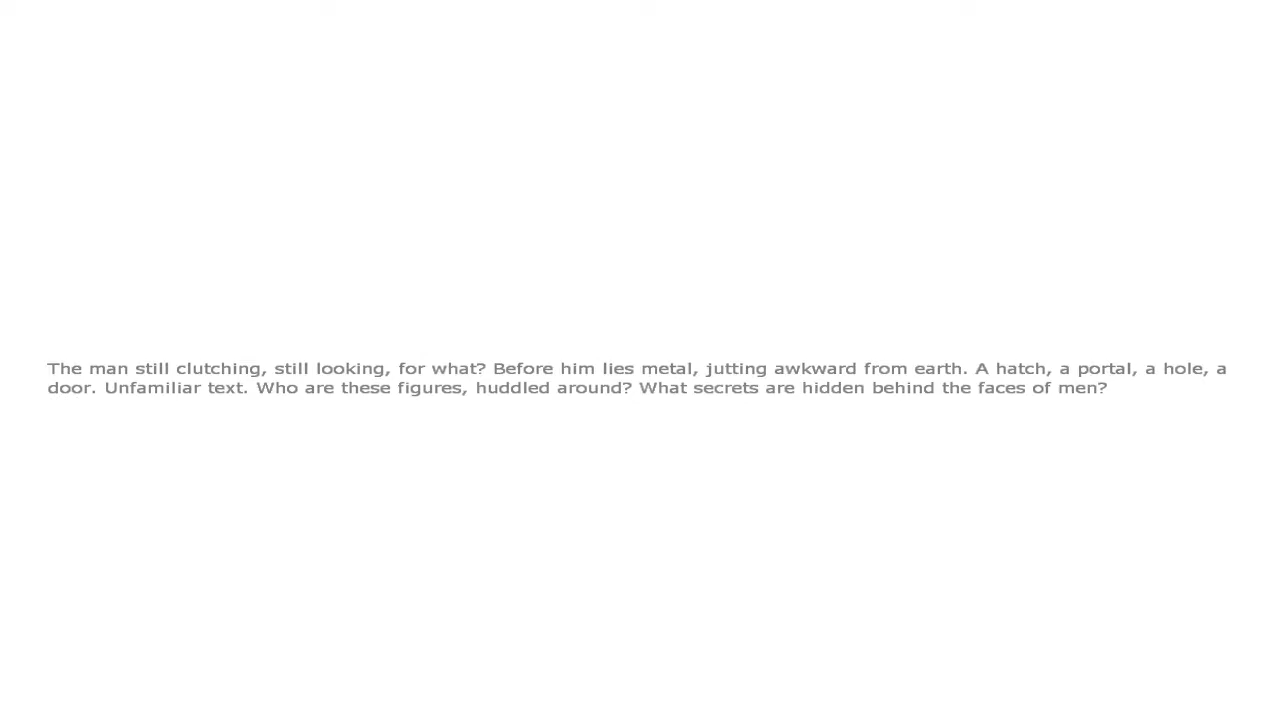 The man still clutching, still looking, for what? Before him lies metal, jutting awkward from earth. A hatch, a portal, a hole, a
door. Unfamiliar text. Who are these figures, huddled around? What secrets are hidden behind the faces of men?